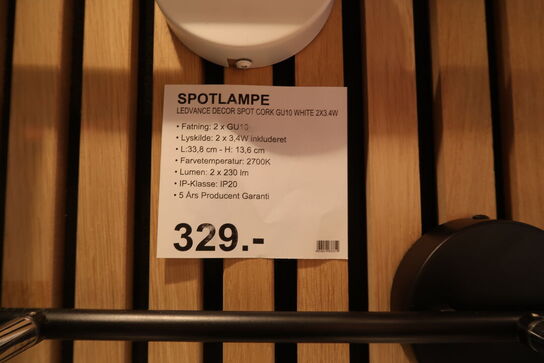 SPOTLAMPE
LEDVANCE DECOR SPOT CORK GU10 WHITE 2X3.4W
• Fatning: 2 x GU10
• Lyskilde: 2 x 3,4W inkluderet
• L:33,8 cm - H: 13,6 cm
• Farvetemperatur: 2700K
• Lumen: 2 x 230 lm
• IP-Klasse: IP20
• 5 Års Producent Garanti
329.-